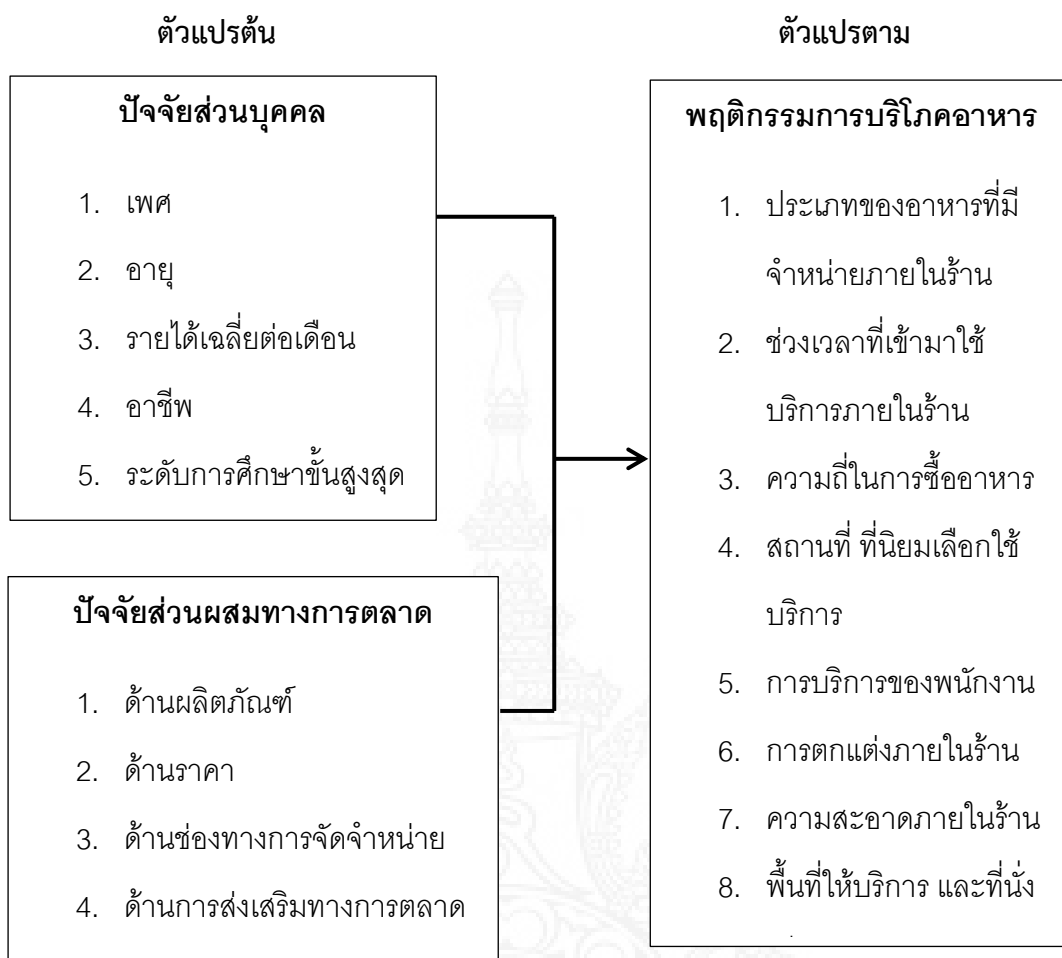 ตัวแปรต้น
ปัจจัยส่วนบุคคล
1. เพศ
2. อายุ
3. รายได้เฉลี่ยต่อเดือน
4. อาชีพ
5. ระดับการศึกษาขั้นสูงสุด
ปัจจัยส่วนผสมทางการตลาด
1. ด้านผลิตภัณฑ์
2. ด้านราคา
3. ด้านช่องทางการจัดจำหน่าย
4. ด้านการส่งเสริมทางการตลาด
ตัวแปรตาม
พฤติกรรมการบริโภคอาหาร
1. ประเภทของอาหารที่มี
จำหน่ายภายในร้าน
2. ช่วงเวลาที่เข้ามาใช้
บริการภายในร้าน
3. ความถี่ในการซื้ออาหาร
4. สถานที่ ที่นิยมเลือกใช้
บริการ
5. การบริการของพนักงาน
6. การตกแต่งภายในร้าน
7. ความสะอาดภายในร้าน
8. พื้นที่ให้บริการ และที่นั่ง